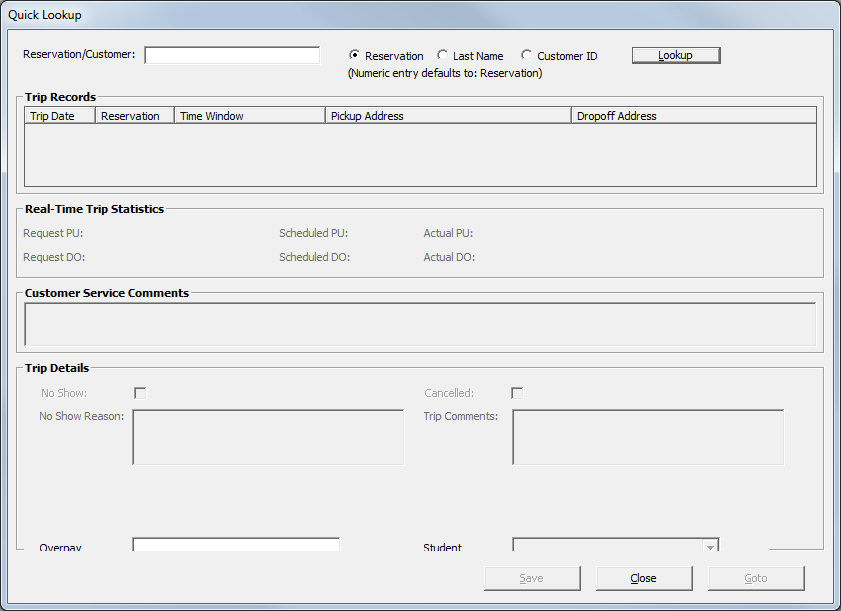 Quick Lookup
Reservation/Customer: Reservation Last Name Customer ID Lookup
(Numeric entry defaults to: Reservation)
Trip Records
Trip Date Reservation Time Window Pickup Address Dropoff Address
Real-Time Trip Statistics
Request PU: Scheduled PU: Actual PU:
Request DO: Scheduled DO: Actual DO:
Customer Service Comments
Trip Details
No Show: Cancelled:
No Show Reason: Trip Comments:
Overpay Student
Save Close Goto